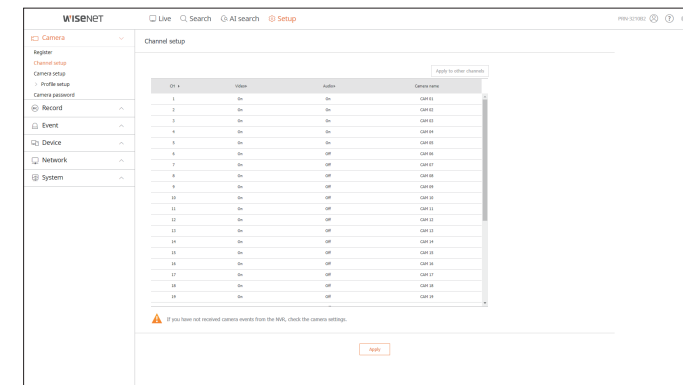 WISENET Live Search AI search Setup PRN-3210B2
Camera
Channel setup
Register
Channel setup
Camera setup
Profile setup
Camera password
Record
Event
Device
Network
System
Apply to other channels
CH Video Audio Camera name
1 On On CAM 01
2 On On CAM 02
3 On On CAM 03
4 On On CAM 04
5 On On CAM 05
6 On Off CAM 06
7 On Off CAM 07
8 On Off CAM 08
9 On Off CAM 09
10 On Off CAM 10
11 On Off CAM 11
12 On Off CAM 12
13 On Off CAM 13
14 On Off CAM 14
15 On Off CAM 15
16 On Off CAM 16
17 On Off CAM 17
18 On Off CAM 18
19 On Off CAM 19
If you have not received camera events from the NVR, check the camera settings.
Apply